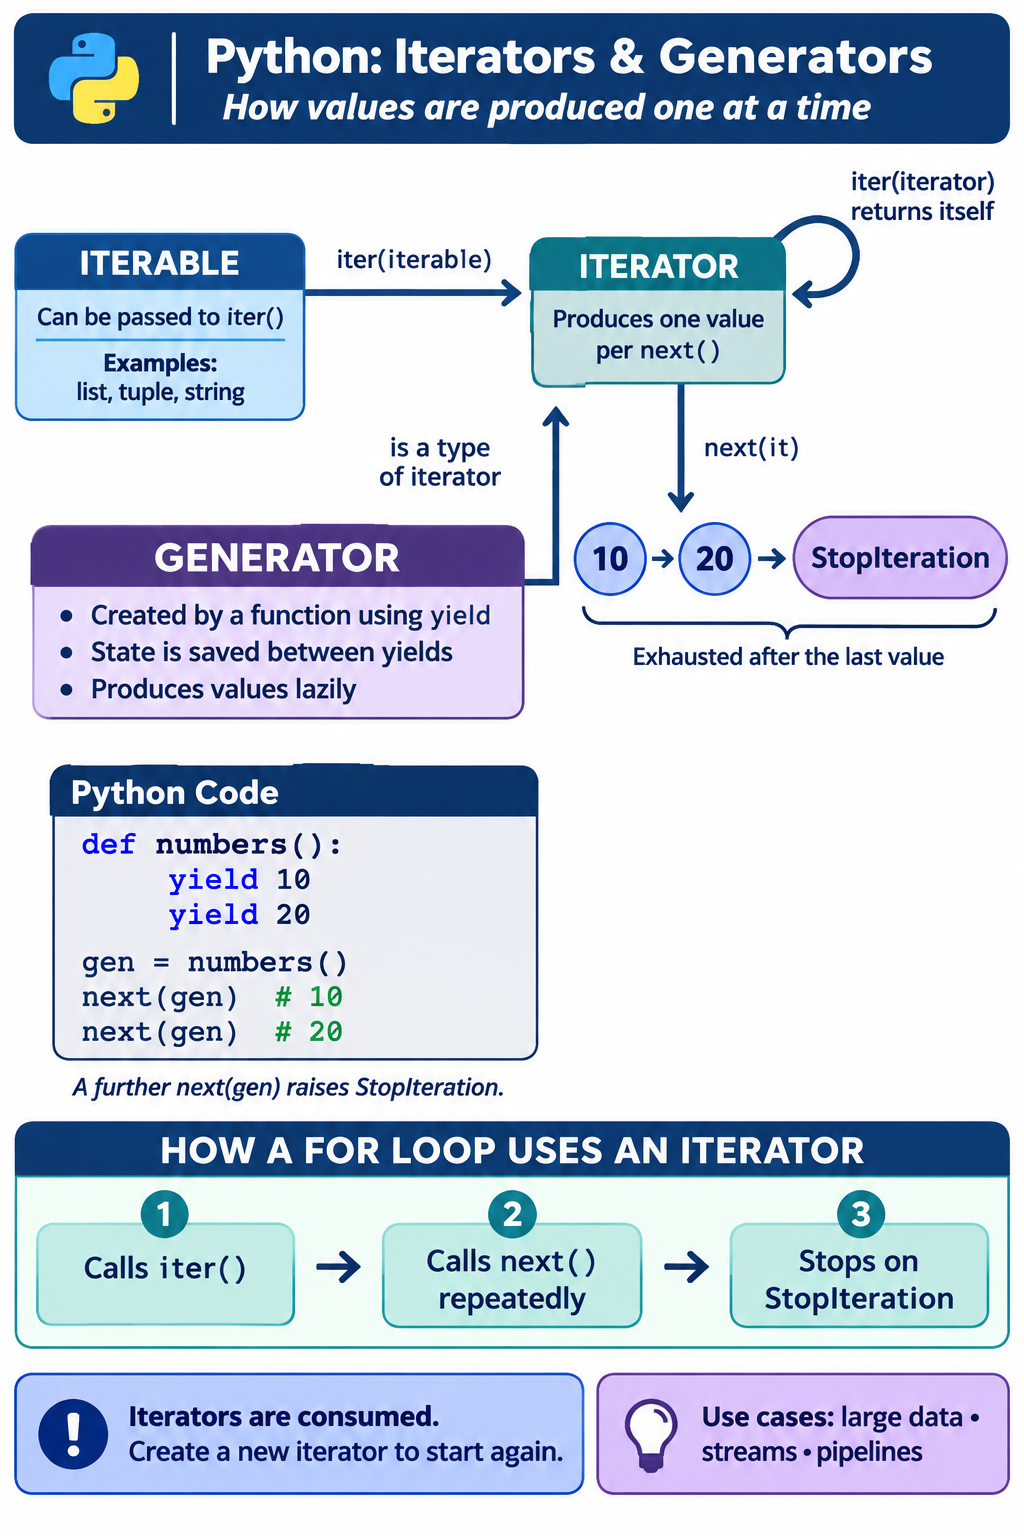 Python: Iterators & Generators
How values are produced one at a time
iter(iterator)
returns itself
ITERABLE
Can be passed to iter()
Examples:
list, tuple, string
iter(iterable)
ITERATOR
Produces one value
per next()
is a type
of iterator
next(it)
GENERATOR
• Created by a function using yield
• State is saved between yields
• Produces values lazily
10
20
StopIteration
Exhausted after the last value
Python Code
def numbers():
    yield 10
    yield 20
gen = numbers()
next(gen)  # 10
next(gen)  # 20
A further next(gen) raises StopIteration.
HOW A FOR LOOP USES AN ITERATOR
1
Calls iter()
2
Calls next()
repeatedly
3
Stops on
StopIteration
!
Iterators are consumed.
Create a new iterator to start again.
Use cases: large data •
streams • pipelines